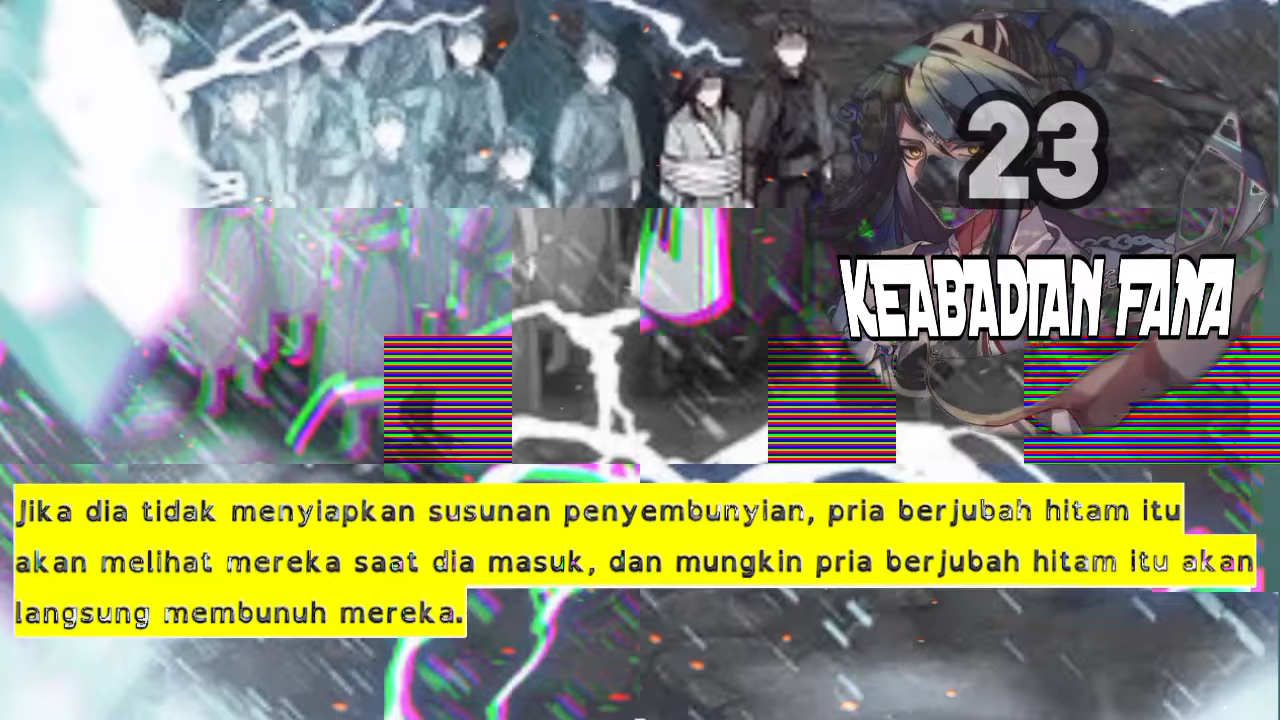 23
KEABADIAN FANA
Jika dia tidak menyiapkan susunan penyembunyian, pria berjubah hitam itu
akan melihat mereka saat dia masuk, dan mungkin pria berjubah hitam itu akan
langsung membunuh mereka.